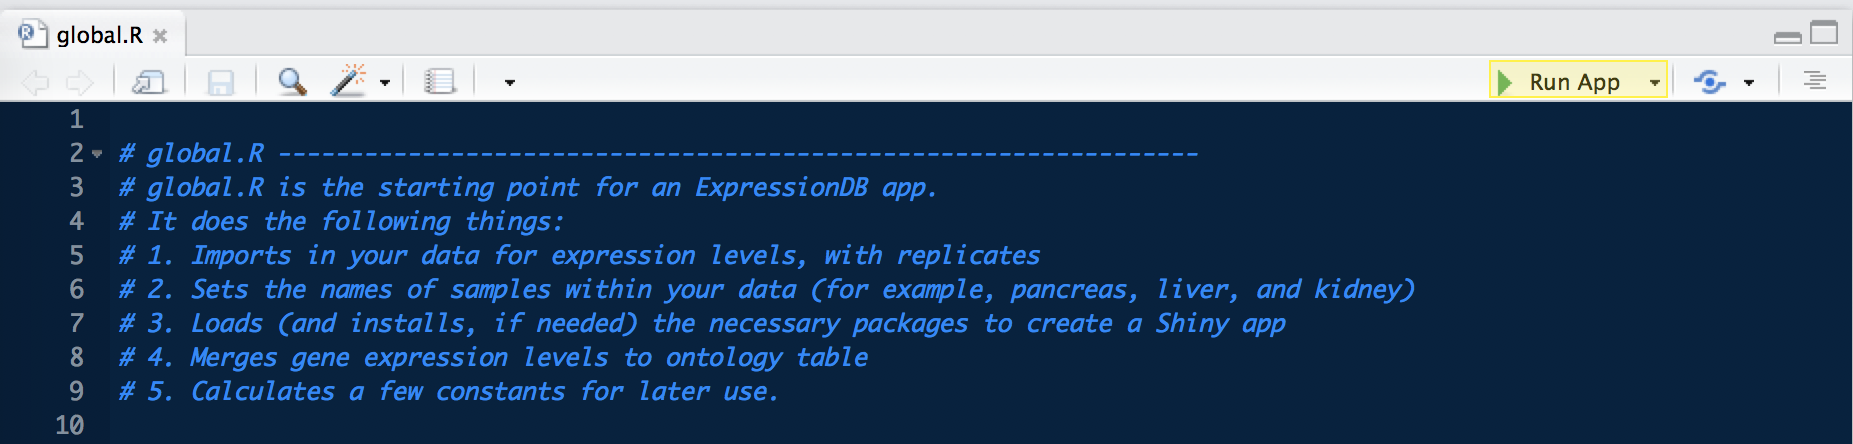 global.R
Run App
1
2 # global.R ----------------------------------------------------------------
3 # global.R is the starting point for an ExpressionDB app.
4 # It does the following things:
5 # 1. Imports in your data for expression levels, with replicates
6 # 2. Sets the names of samples within your data (for example, pancreas, liver, and kidney)
7 # 3. Loads (and installs, if needed) the necessary packages to create a Shiny app
8 # 4. Merges gene expression levels to ontology table
9 # 5. Calculates a few constants for later use.
10